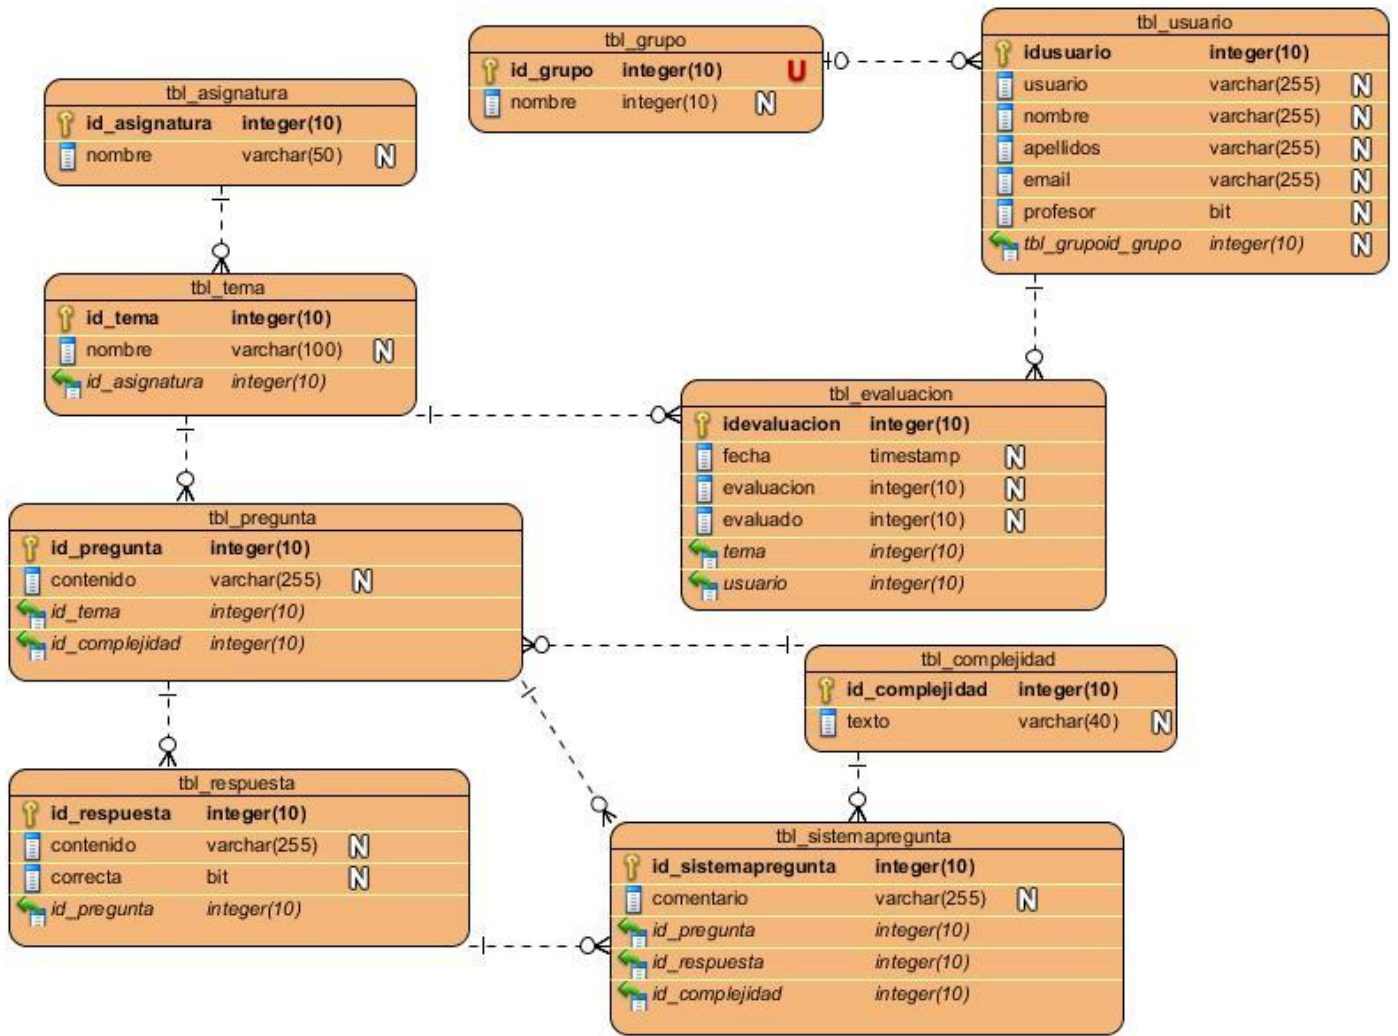 tbl_grupo
id_grupo integer(10) U
nombre integer(10) N
tbl_usuario
idusuario integer(10)
usuario varchar(255) N
nombre varchar(255) N
apellidos varchar(255) N
email varchar(255) N
profesor bit N
tbl_grupoid_grupo integer(10) N
tbl_asignatura
id_asignatura integer(10)
nombre varchar(50) N
tbl_tema
id_tema integer(10)
nombre varchar(100) N
id_asignatura integer(10)
tbl_evaluacion
idevaluacion integer(10)
fecha timestamp N
evaluacion integer(10) N
evaluado integer(10) N
tema integer(10)
usuario integer(10)
tbl_pregunta
id_pregunta integer(10)
contenido varchar(255) N
id_tema integer(10)
id_complejidad integer(10)
tbl_complejidad
id_complejidad integer(10)
texto varchar(40) N
tbl_respuesta
id_respuesta integer(10)
contenido varchar(255) N
correcta bit N
id_pregunta integer(10)
tbl_sistemapregunta
id_sistemapregunta integer(10)
comentario varchar(255) N
id_pregunta integer(10)
id_respuesta integer(10)
id_complejidad integer(10)